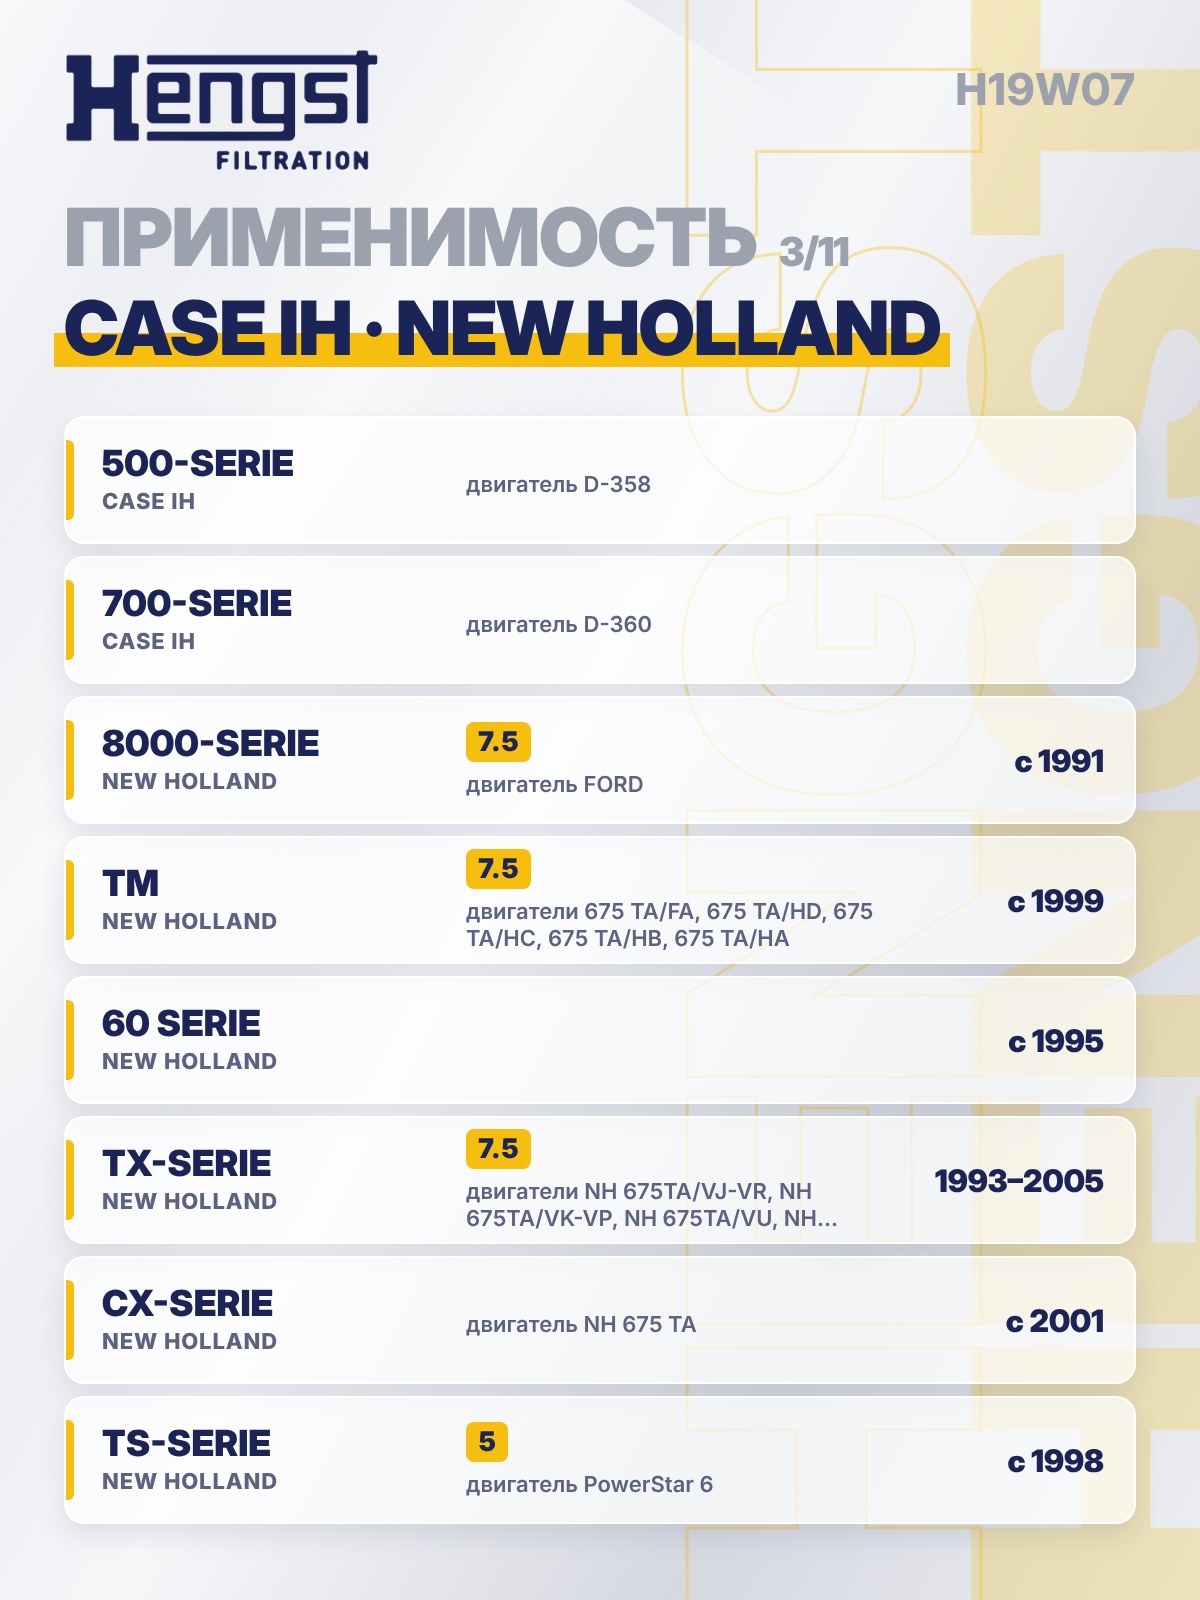 Hengst
FILTRATION
H19W07
ПРИМЕНИМОСТЬ 3/11
CASE IH · NEW HOLLAND
500-SERIE
CASE IH
двигатель D-358
700-SERIE
CASE IH
двигатель D-360
8000-SERIE
NEW HOLLAND
7.5
двигатель FORD
с 1991
TM
NEW HOLLAND
7.5
двигатели 675 TA/FA, 675 TA/HD, 675
TA/HC, 675 TA/HB, 675 TA/HA
с 1999
60 SERIE
NEW HOLLAND
с 1995
TX-SERIE
NEW HOLLAND
7.5
двигатели NH 675TA/VJ-VR, NH
675TA/VK-VP, NH 675TA/VU, NH...
1993–2005
CX-SERIE
NEW HOLLAND
двигатель NH 675 TA
с 2001
TS-SERIE
NEW HOLLAND
5
двигатель PowerStar 6
с 1998
HENGST
HENGST